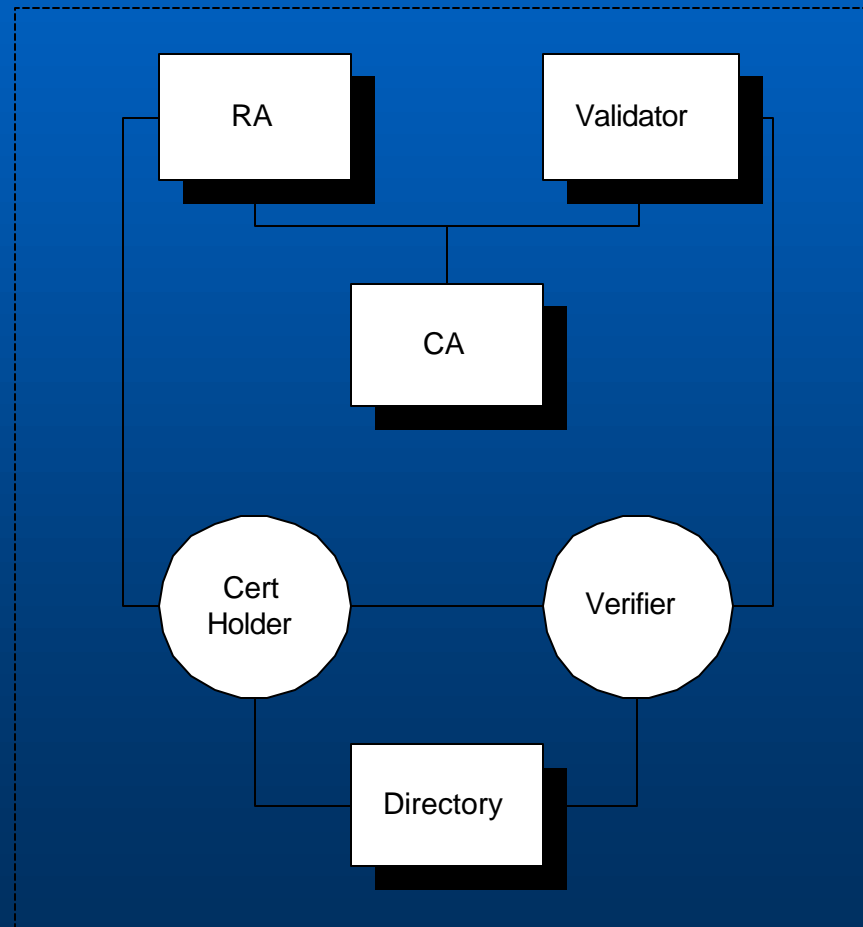 RA
Validator
CA
Cert
Holder
Verifier
Directory